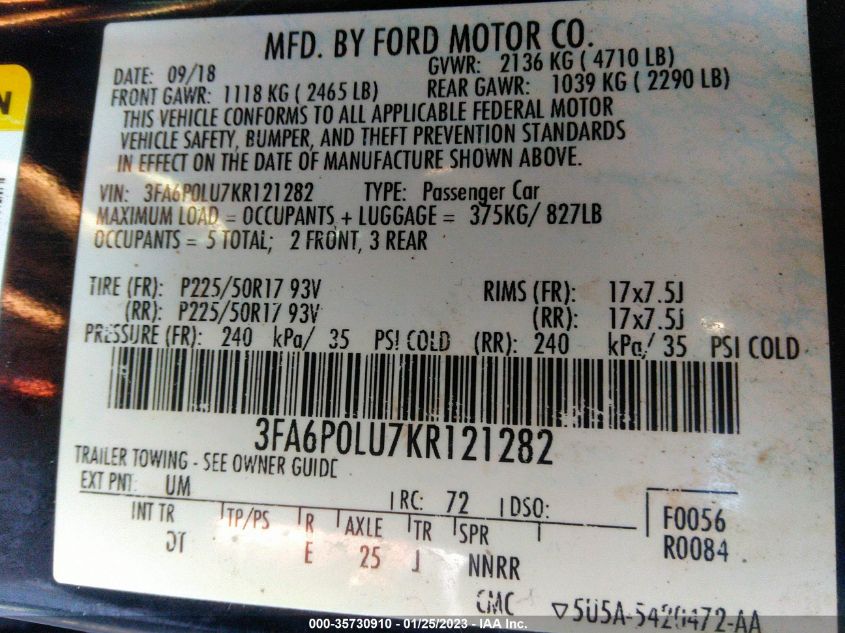 MFD. BY FORD MOTOR CO.
DATE: 09/18 GVWR: 2136 KG ( 4710 LB)
FRONT GAWR: 1118 KG ( 2465 LB) REAR GAWR: 1039 KG ( 2290 LB)
THIS VEHICLE CONFORMS TO ALL APPLICABLE FEDERAL MOTOR
VEHICLE SAFETY, BUMPER, AND THEFT PREVENTION STANDARDS
IN EFFECT ON THE DATE OF MANUFACTURE SHOWN ABOVE.
VIN: 3FA6P0LU7KR121282 TYPE: Passenger Car
MAXIMUM LOAD = OCCUPANTS + LUGGAGE = 375KG/ 827LB
OCCUPANTS = 5 TOTAL; 2 FRONT, 3 REAR
TIRE (FR): P225/50R17 93V RIMS (FR): 17x7.5J
(RR): P225/50R17 93V (RR): 17x7.5j
PRESSURE (FR): 240 kPa/ 35 PSI COLD (RR): 240 kPa/ 35 PSI COLD
3FA6P0LU7KR121282
TRAILER TOWING - SEE OWNER GUIDE
EXT PNT: UM RC: 72 DSO: F0056
INT TR TP/PS R AXLE TR SPR R0084
DT E 25 J NNRR
CMC ▽5U5A-5420472-AA
000-35730910 - 01/25/2023 - IAA Inc.